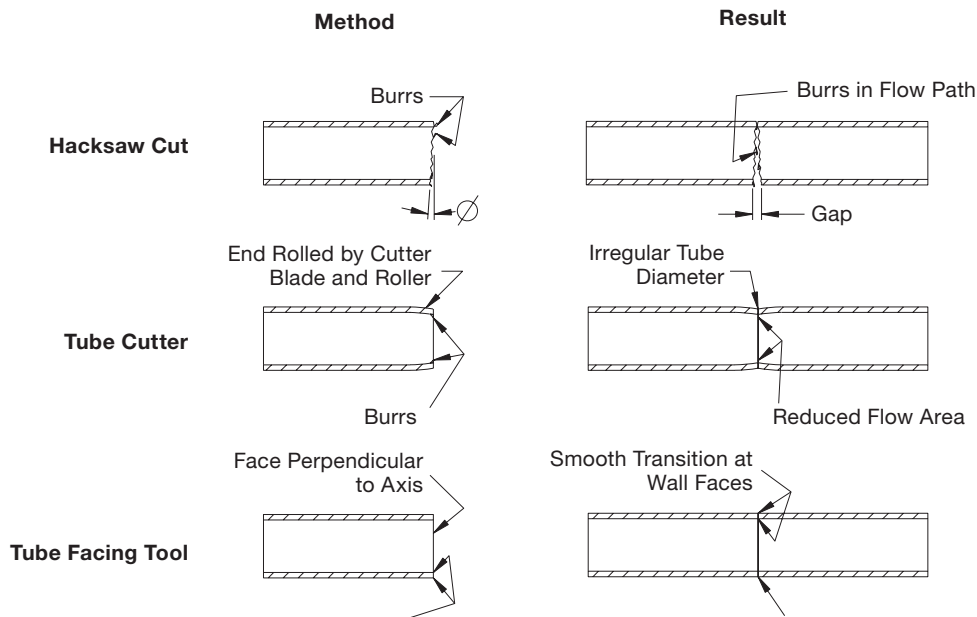 Method
Result
Burrs
Burrs in Flow Path
Hacksaw Cut
Gap
End Rolled by Cutter
Blade and Roller
Irregular Tube
Diameter
Tube Cutter
Burrs
Reduced Flow Area
Face Perpendicular
to Axis
Smooth Transition at
Wall Faces
Tube Facing Tool